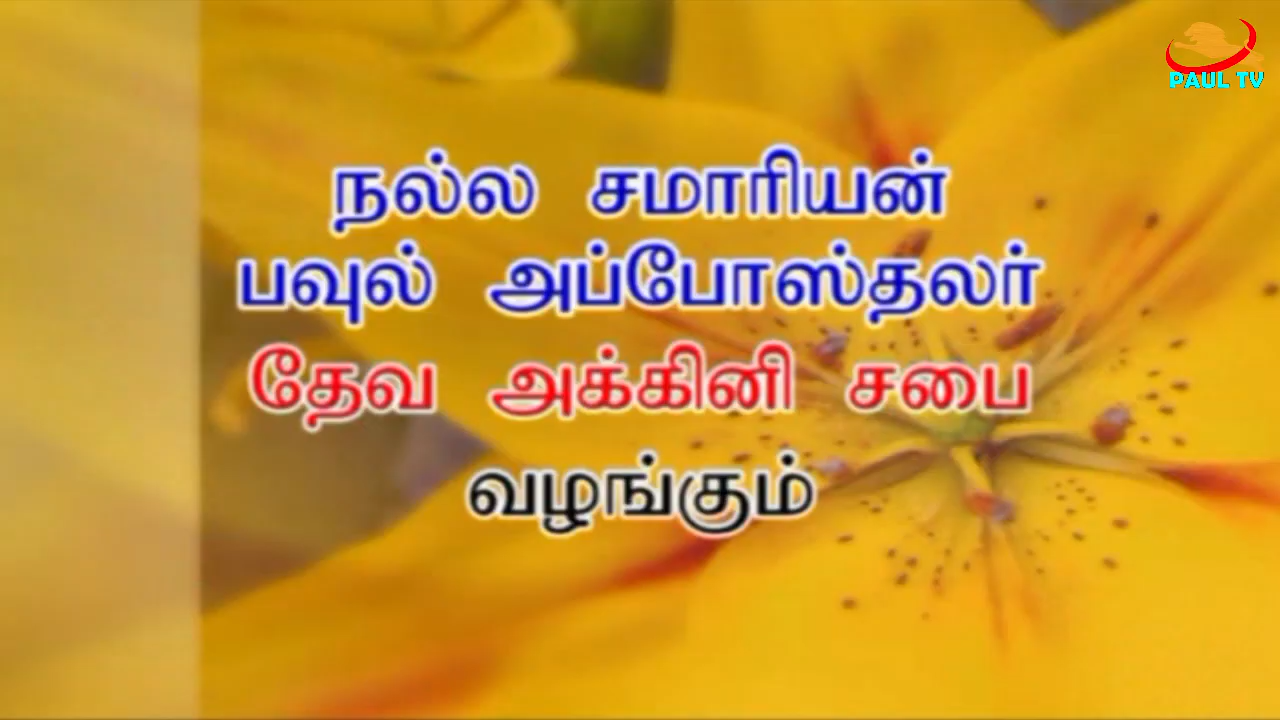 PAUL TV
நல்ல சமாரியன்
பவுல் அப்போஸ்தலர்
தேவ அக்கினி சபை
வழங்கும்